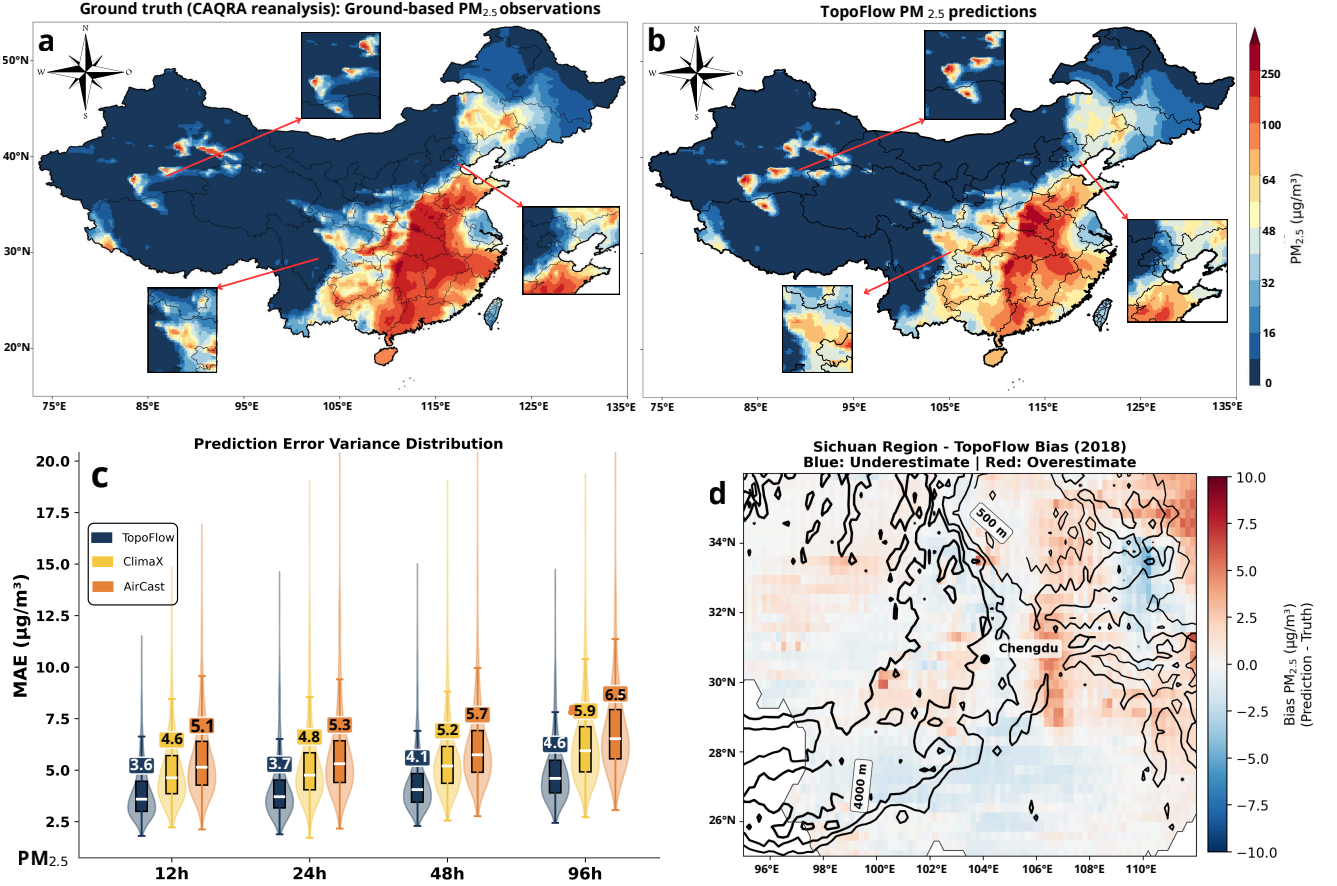 Ground truth (CAQRA reanalysis): Ground-based PM2.5 observations
a
N
W
O
S
50°N
40°N
30°N
20°N
75°E
85°E
95°E
105°E
115°E
125°E
135°E
TopoFlow PM 2.5 predictions
b
N
W
O
S
75°E
85°E
95°E
105°E
115°E
125°E
135°E
250
100
64
48
32
16
0
PM2.5 (µg/m³)
Prediction Error Variance Distribution
c
20.0
17.5
15.0
12.5
10.0
7.5
5.0
2.5
MAE (µg/m³)
TopoFlow
ClimaX
AirCast
3.6
4.6
5.1
3.7
4.8
5.3
4.1
5.2
5.7
4.6
5.9
6.5
PM2.5
12h
24h
48h
96h
Sichuan Region - TopoFlow Bias (2018)
Blue: Underestimate | Red: Overestimate
d
34°N
32°N
30°N
28°N
26°N
500 m
Chengdu
4000 m
96°E
98°E
100°E
102°E
104°E
106°E
108°E
110°E
10.0
7.5
5.0
2.5
0.0
−2.5
−5.0
−7.5
−10.0
Bias PM2.5 (µg/m³)
(Prediction - Truth)